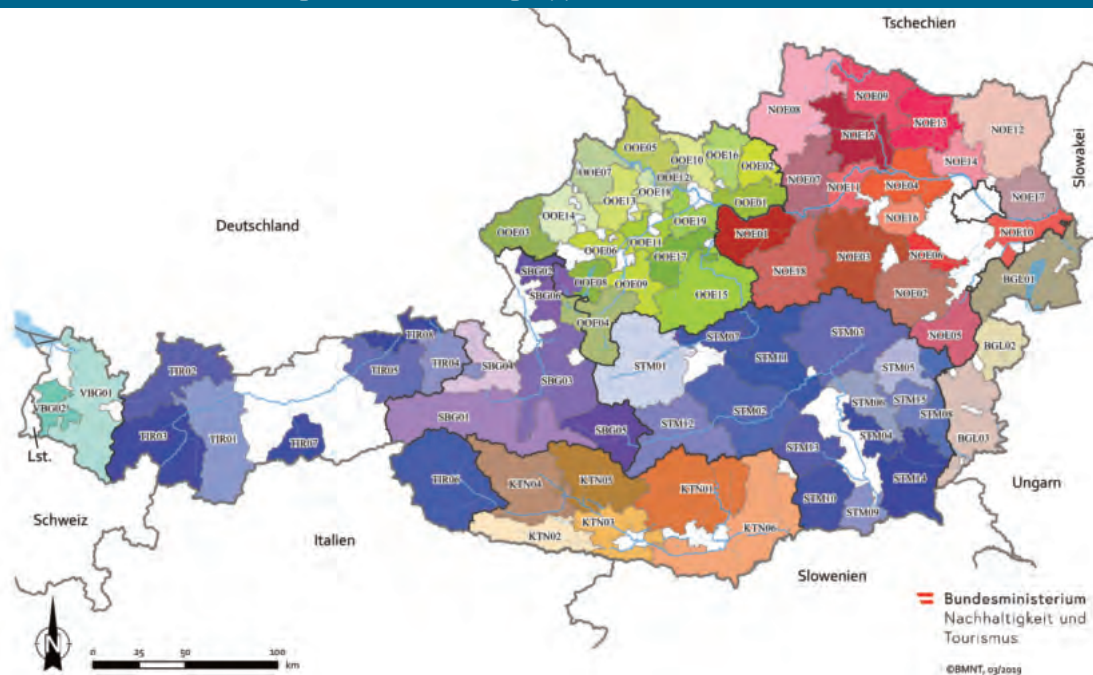 Tschechien
NOE09
NOE08
NOE13
NOE12
NOE15
OOE05
OOE10
OOE16
OOE02
NOE14
Slowakei
OOE07
OOE12
NOE07
NOE04
NOE11
OOE18
NOE17
OOE13
OOE01
OOE14
NOE16
Deutschland
OOE19
OOE03
NOE01
NOE10
OOE11
OOE06
OOE17
NOE06
NOE03
SBG02
NOE18
BGL01
OOE08
OOE09
SBG06
NOE02
OOE15
OOE04
TIR08
STM07
STM03
NOE05
BGL02
STM11
TIR04
SBG04
STM01
STM05
TIR05
TIR02
SBG03
VBG01
VBG02
STM06
STM15
STM02
SBG01
STM08
STM12
SBG05
TIR03
TIR01
TIR07
STM04
BGL03
STM13
Lst.
TIR06
KTN04
KTN05
KTN01
STM14
Ungarn
STM10
STM09
Schweiz
KTN03
KTN06
KTN02
Italien
Slowenien
Bundesministerium
Nachhaltigkeit und
Tourismus
N
0 25 50 100
km
©BMNT, 03/2019